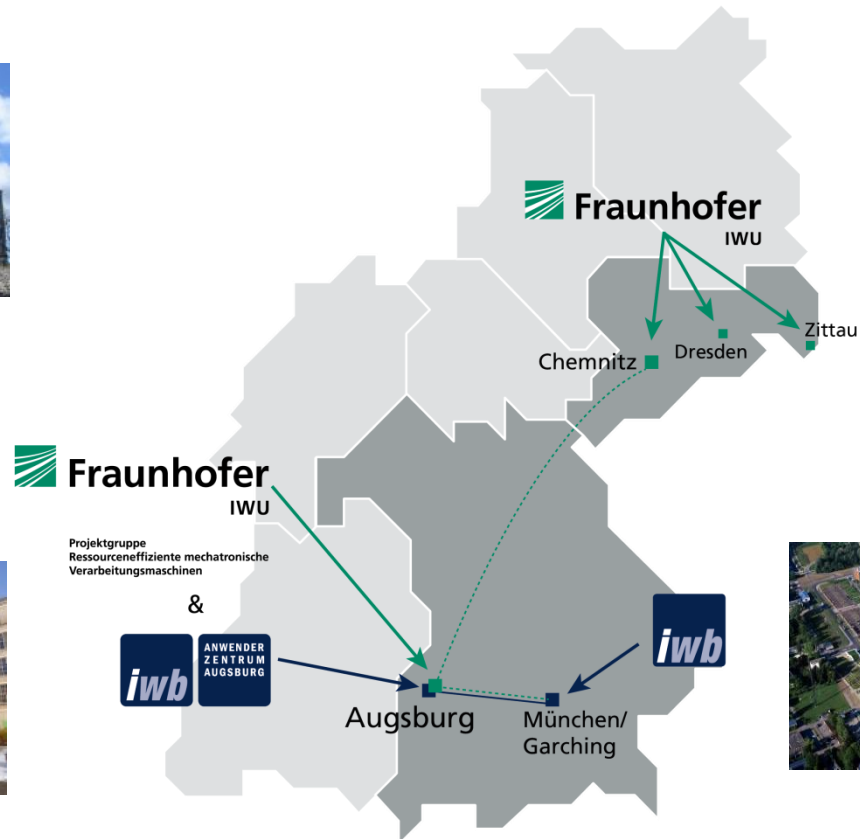 Fraunhofer
IWU
Zittau
Dresden
Chemnitz
Fraunhofer
IWU
Projektgruppe
Ressourceneffiziente mechatronische
Verarbeitungsmaschinen
&
iwb
ANWENDER
ZENTRUM
AUGSBURG
iwb
Augsburg
München/
Garching